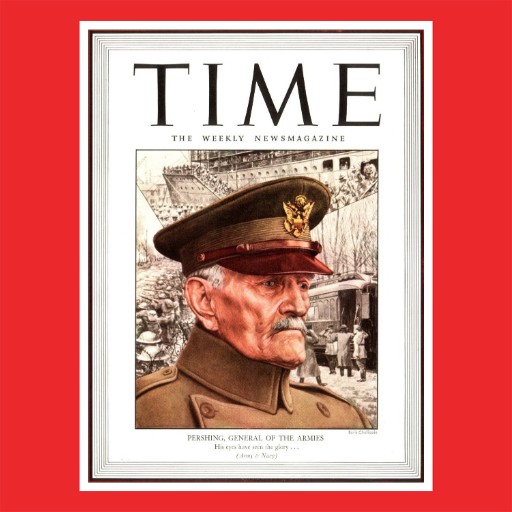 TIME
THE WEEKLY NEWSMAGAZINE
PERSHING, GENERAL OF THE ARMIES
His eyes have seen the glory . . .
(Army & Navy)